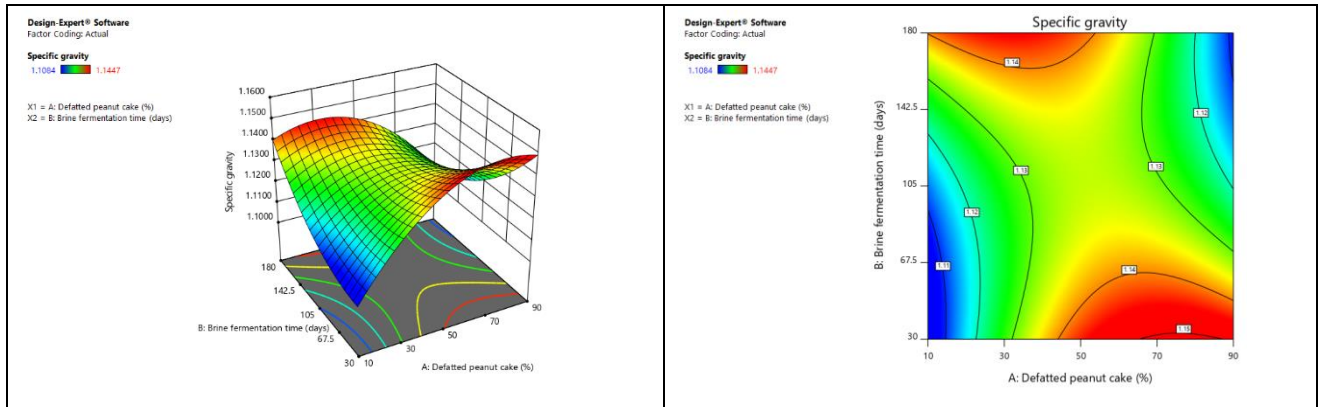 Design-Expert® Software
Factor Coding: Actual
Specific gravity
1.1084 1.1447
X1 = A: Defatted peanut cake (%)
X2 = B: Brine fermentation time (days)
1.1600
1.1500
1.1400
1.1300
1.1200
1.1100
1.1000
Specific gravity
180
142.5
105
67.5
30
B: Brine fermentation time (days)
10
30
50
70
90
A: Defatted peanut cake (%)
Design-Expert® Software
Factor Coding: Actual
Specific gravity
1.1084 1.1447
X1 = A: Defatted peanut cake (%)
X2 = B: Brine fermentation time (days)
Specific gravity
180
142.5
105
67.5
30
B: Brine fermentation time (days)
10 30 50 70 90
A: Defatted peanut cake (%)
1.14
1.12
1.13
1.13
1.12
1.11
1.14
1.15